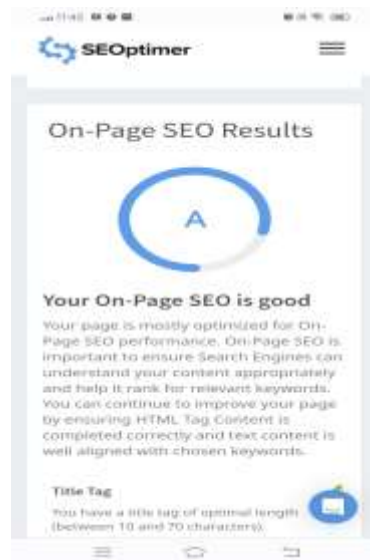 11:45
SEOptimer
On-Page SEO Results
A
Your On-Page SEO is good
Your page is mostly optimized for On-
Page SEO performance. On-Page SEO is
important to ensure Search Engines can
understand your content appropriately
and help it rank for relevant keywords.
You can continue to improve your page
by ensuring HTML Tag Content is
completed correctly and text content is
well aligned with chosen keywords.
Title Tag
You have a title tag of optimal length
(between 10 and 70 characters).